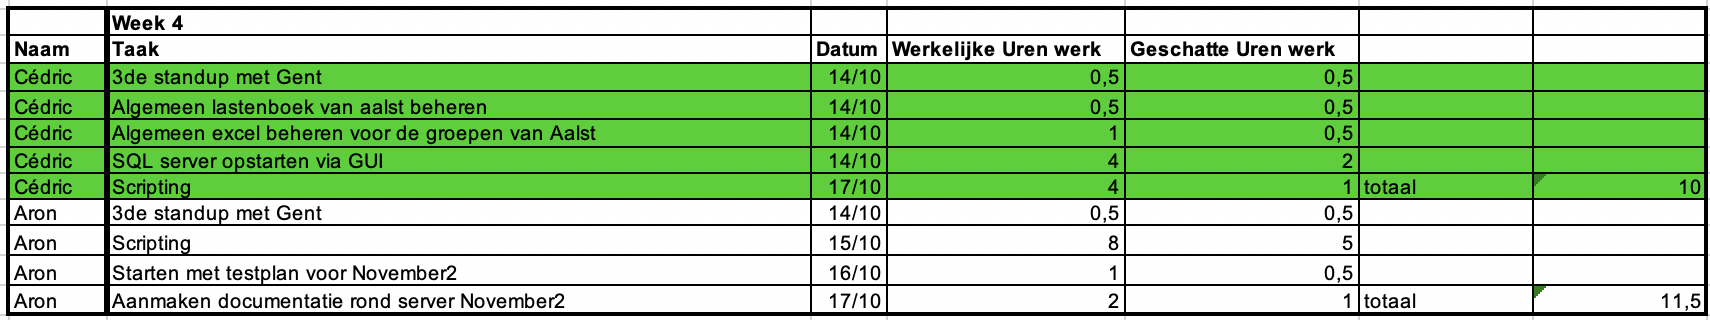 Week 4
Naam Taak Datum Werkelijke Uren werk Geschatte Uren werk
Cédric 3de standup met Gent 14/10 0,5 0,5
Cédric Algemeen lastenboek van aalst beheren 14/10 0,5 0,5
Cédric Algemeen excel beheren voor de groepen van Aalst 14/10 1 0,5
Cédric SQL server opstarten via GUI 14/10 4 2
Cédric Scripting 17/10 4 1 totaal 10
Aron 3de standup met Gent 14/10 0,5 0,5
Aron Scripting 15/10 8 5
Aron Starten met testplan voor November2 16/10 1 0,5
Aron Aanmaken documentatie rond server November2 17/10 2 1 totaal 11,5